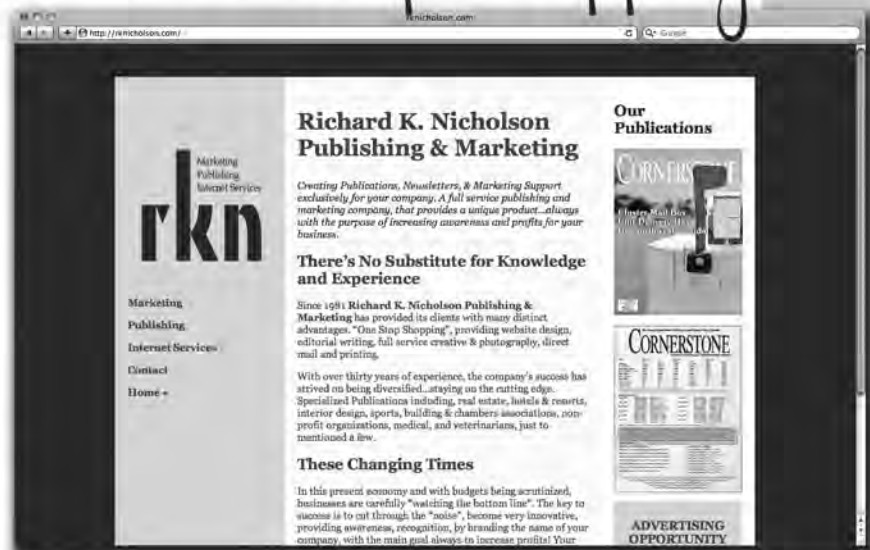 rknicholson.com
http://rknicholson.com/
Google
Marketing
Publishing
Internet Services
rkn
Marketing
Publishing
Internet Services
Contact
Home
Richard K. Nicholson
Publishing & Marketing
Creating Publications, Newsletters, & Marketing Support
exclusively for your company. A full service publishing and
marketing company, that provides a unique product...always
with the purpose of increasing awareness and profits for your
business.
There's No Substitute for Knowledge
and Experience
Since 1981 Richard K. Nicholson Publishing &
Marketing has provided its clients with many distinct
advantages. "One Stop Shopping", providing website design,
editorial writing, full service creative & photography, direct
mail and printing.
With over thirty years of experience, the company's success has
strived on being diversified...staying on the cutting edge.
Specialized Publications including, real estate, hotels & resorts,
interior design, sports, building & chambers associations, non-
profit organizations, medical, and veterinarians, just to
mentioned a few.
These Changing Times
In this present economy and with budgets being scrutinized,
businesses are carefully "watching the bottom line". The key to
success is to cut through the "noise", become very innovative,
providing awareness, recognition, by branding the name of your
company, with the main goal always to increase profits! Your
Our
Publications
CORNERSTONE
Cluster Mail Box
CORNERSTONE
ADVERTISING
OPPORTUNITY